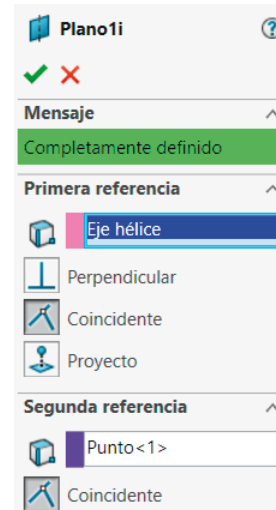 Plano1i
Mensaje
Completamente definido
Primera referencia
Eje hélice
Perpendicular
Coincidente
Proyecto
Segunda referencia
Punto<1>
Coincidente